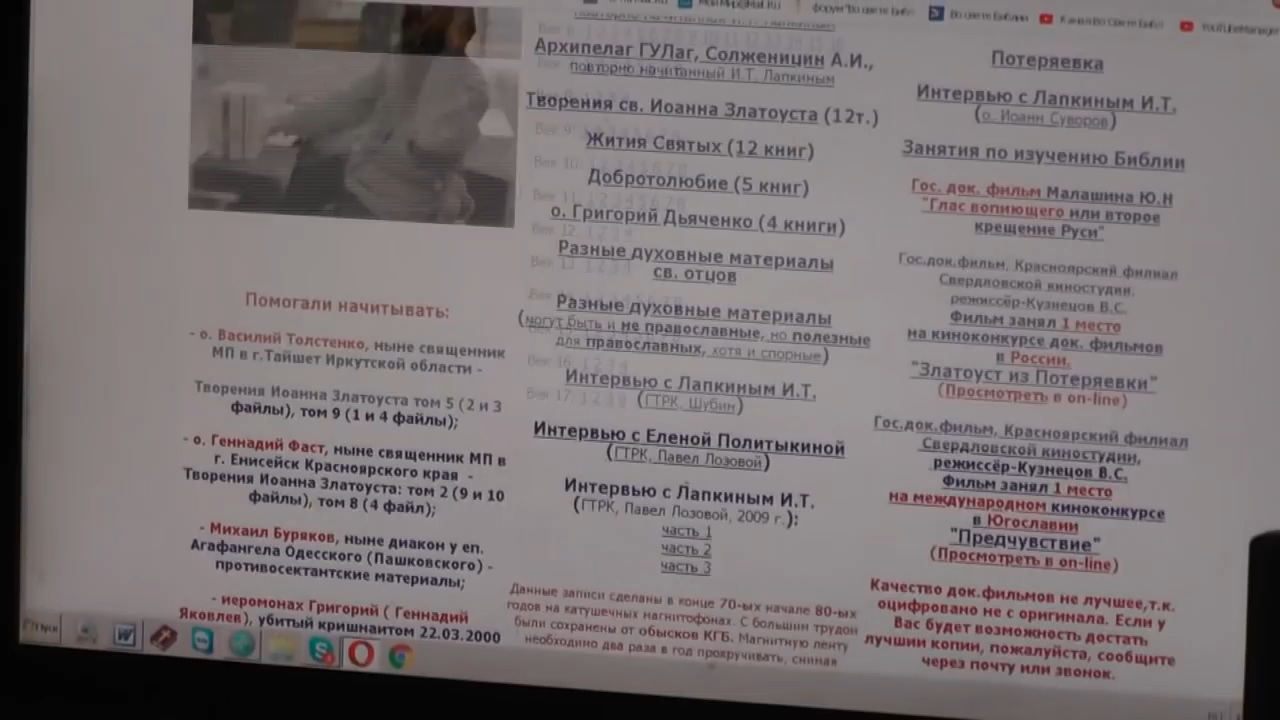 форум "Во свете Библ
Во свете Библии
YouTubeManager
Помогали начитывать:
- о. Василий Толстенко, ныне священник
МП в г.Тайшет Иркутской области -
Творения Иоанна Златоуста том 5 (2 и 3
файлы), том 9 (1 и 4 файлы);
- о. Геннадий Фаст, ныне священник МП в
г. Енисейск Красноярского края -
Творения Иоанна Златоуста: том 2 (9 и 10
файлы), том 8 (4 файл);
- Михаил Буряков, ныне диакон у еп.
Агафангела Одесского (Пашковского) -
противосектантские материалы;
- иеромонах Григорий ( Геннадий
Яковлев), убитый кришнаитом 22.03.2000
Архипелаг ГУЛаг, Солженицин А.И.,
повторно начитанный И.Т. Лапкиным
Творения св. Иоанна Златоуста (12т.)
Жития Святых (12 книг)
Добротолюбие (5 книг)
о. Григорий Дьяченко (4 книги)
Разные духовные материалы
св. отцов
Разные духовные материалы
(могут быть и не православные, но полезные
для православных, хотя и спорные)
Интервью с Лапкиным И.Т.
(ГТРК, Шубин)
Интервью с Еленой Политыкиной
(ГТРК, Павел Лозовой)
Интервью с Лапкиным И.Т.
(ГТРК, Павел Лозовой, 2009 г.):
часть 1
часть 2
часть 3
Данные записи сделаны в конце 70-ых начале 80-ых
годов на катушечных магнитофонах. С большим трудом
были сохранены от обысков КГБ. Магнитную ленту
необходимо два раза в год прокручивать, снимая
Потеряевка
Интервью с Лапкиным И.Т.
(о. Иоанн Суворов)
Занятия по изучению Библии
Гос. док. фильм Малашина Ю.Н
"Глас вопиющего или второе
крещение Руси"
Гос.док.фильм, Красноярский филиал
Свердловской киностудии,
режиссёр-Кузнецов В.С.
Фильм занял 1 место
на киноконкурсе док. фильмов
в России.
"Златоуст из Потеряевки"
(Просмотреть в on-line)
Гос.док.фильм, Красноярский филиал
Свердловской киностудии,
режиссёр-Кузнецов В.С.
Фильм занял 1 место
на международном киноконкурсе
в Югославии
"Предчувствие"
(Просмотреть в on-line)
Качество док.фильмов не лучшее,т.к.
оцифровано не с оригинала. Если у
Вас будет возможность достать
лучшии копии, пожалуйста, сообщите
через почту или звонок.
Пуск